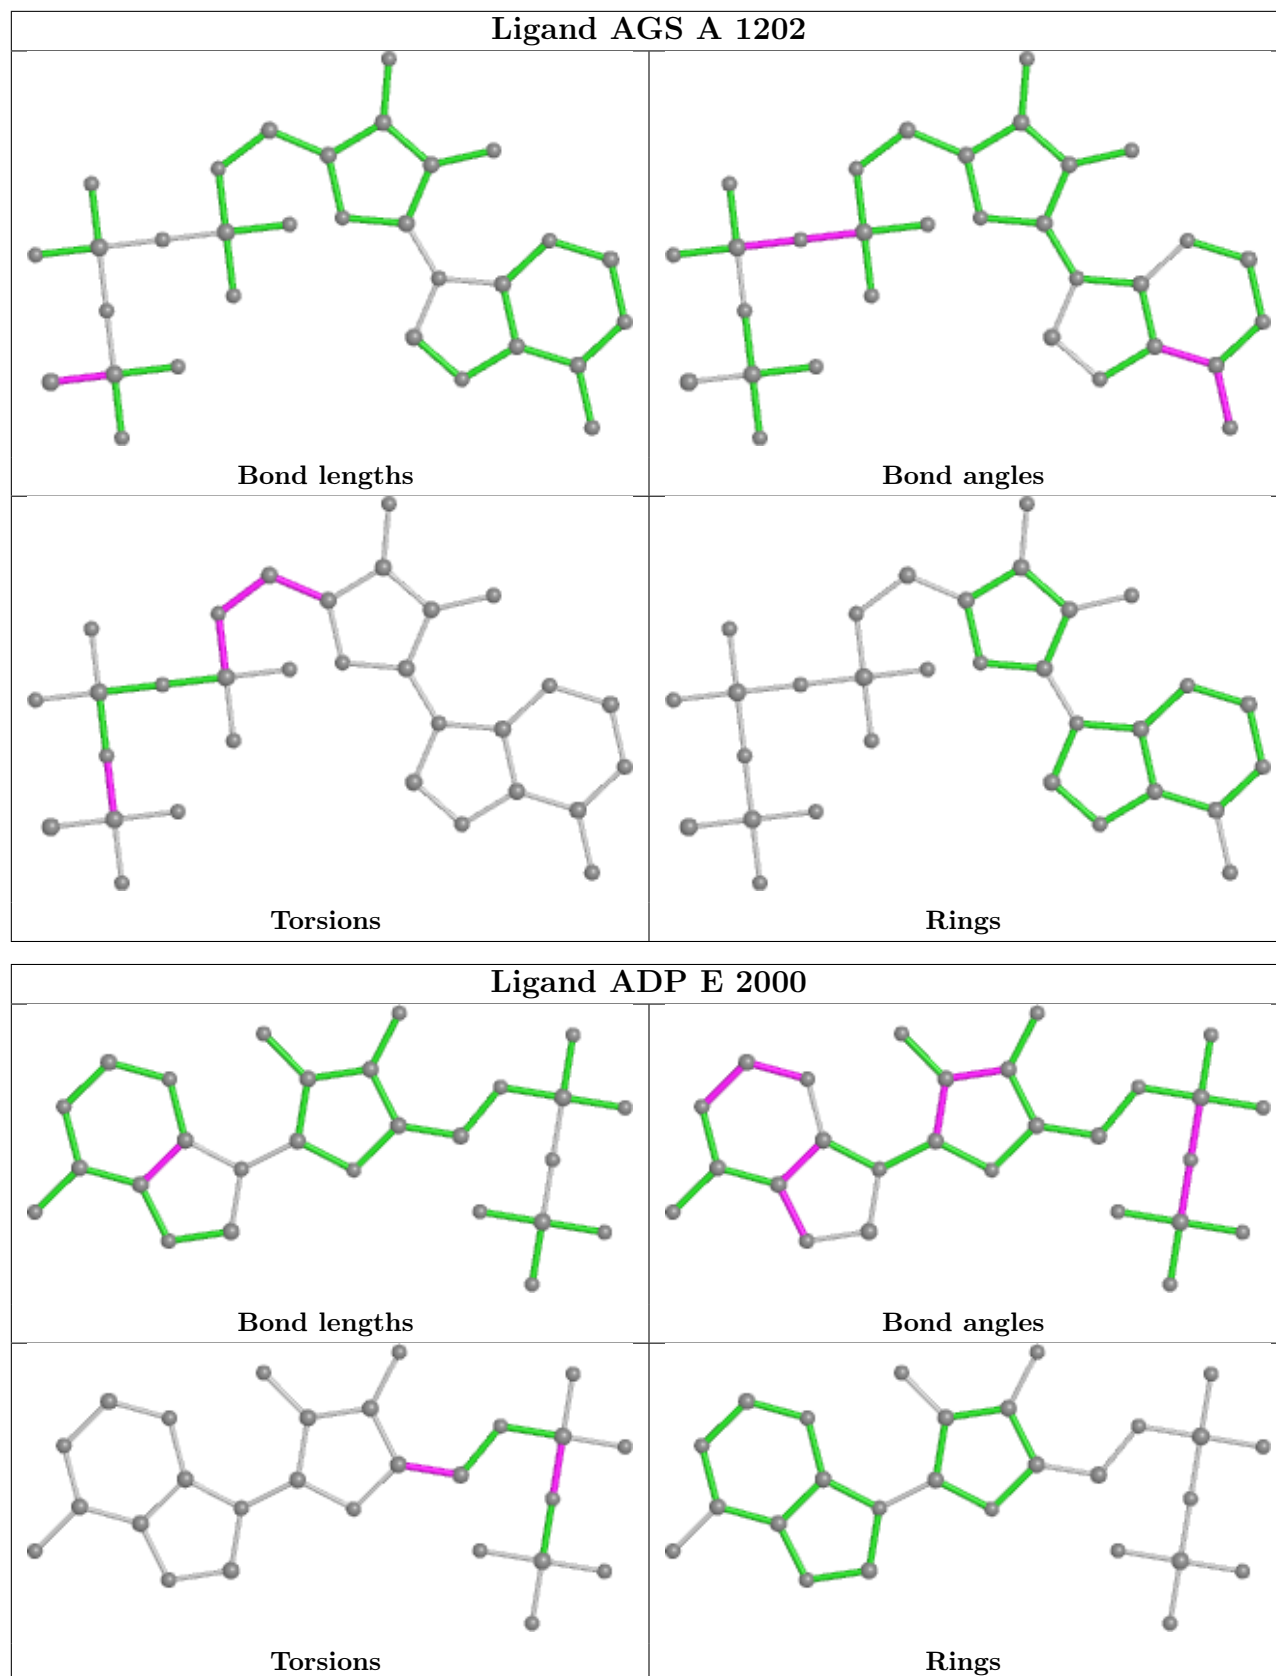 Ligand AGS A 1202
Bond lengths
Bond angles
Torsions
Rings
Ligand ADP E 2000
Bond lengths
Bond angles
Torsions
Rings